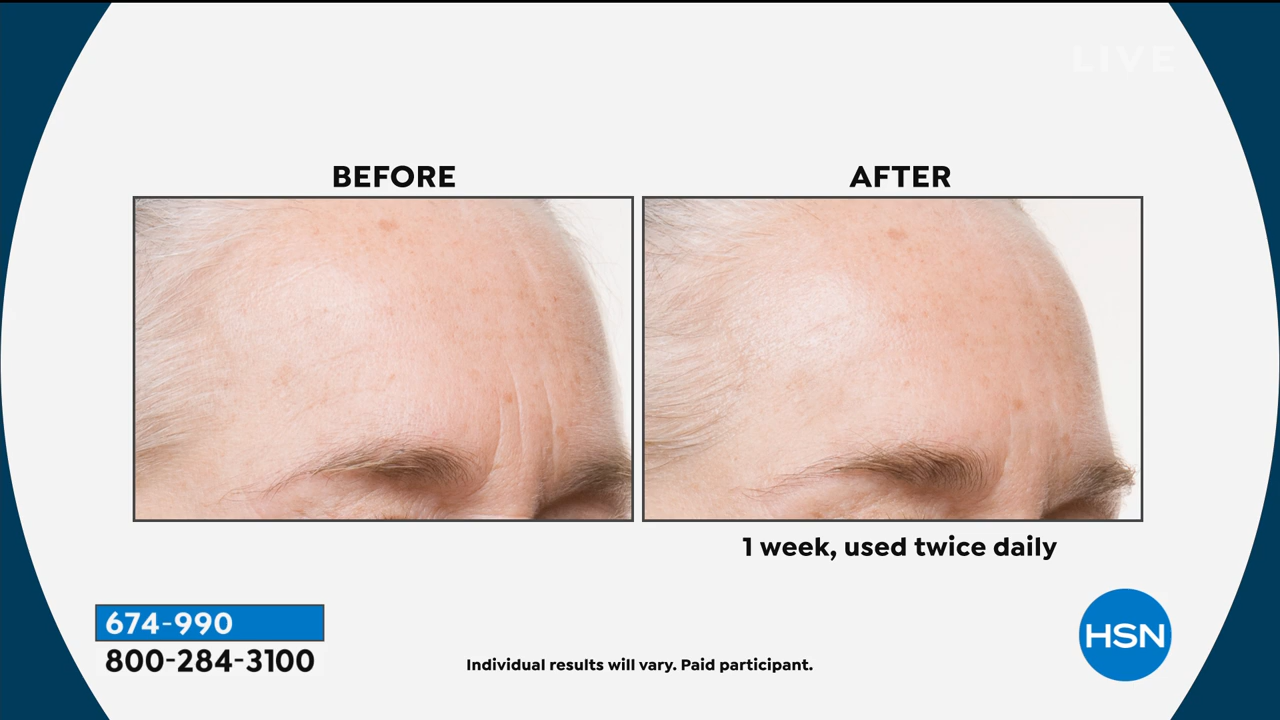 LIVE
BEFORE
AFTER
1 week, used twice daily
674-990
800-284-3100
Individual results will vary. Paid participant.
HSN